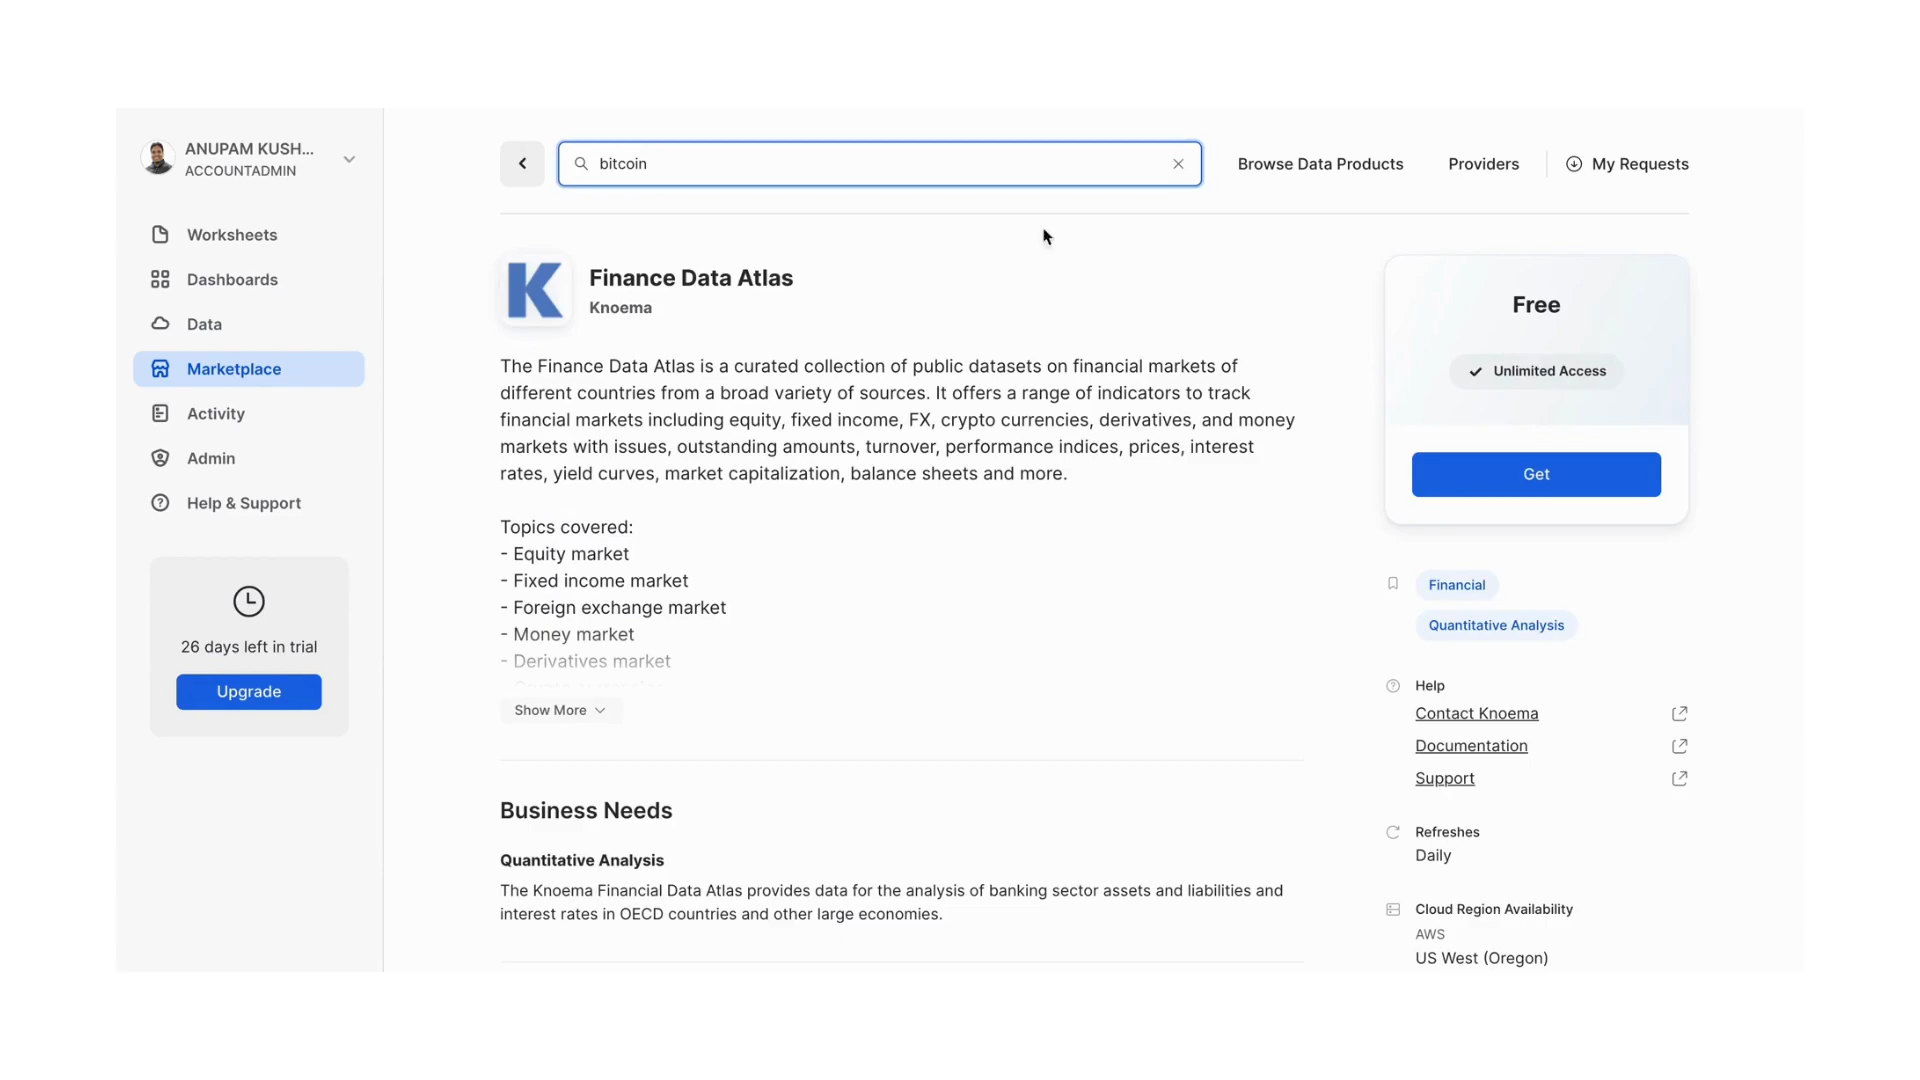 ANUPAM KUSH...
ACCOUNTADMIN
Worksheets
Dashboards
Data
Marketplace
Activity
Admin
Help & Support
26 days left in trial
Upgrade
bitcoin
Browse Data Products
Providers
My Requests
K
Finance Data Atlas
Knoema
The Finance Data Atlas is a curated collection of public datasets on financial markets of
different countries from a broad variety of sources. It offers a range of indicators to track
financial markets including equity, fixed income, FX, crypto currencies, derivatives, and money
markets with issues, outstanding amounts, turnover, performance indices, prices, interest
rates, yield curves, market capitalization, balance sheets and more.
Topics covered:
- Equity market
- Fixed income market
- Foreign exchange market
- Money market
- Derivatives market
Show More
Business Needs
Quantitative Analysis
The Knoema Financial Data Atlas provides data for the analysis of banking sector assets and liabilities and
interest rates in OECD countries and other large economies.
Free
Unlimited Access
Get
Financial
Quantitative Analysis
Help
Contact Knoema
Documentation
Support
Refreshes
Daily
Cloud Region Availability
AWS
US West (Oregon)